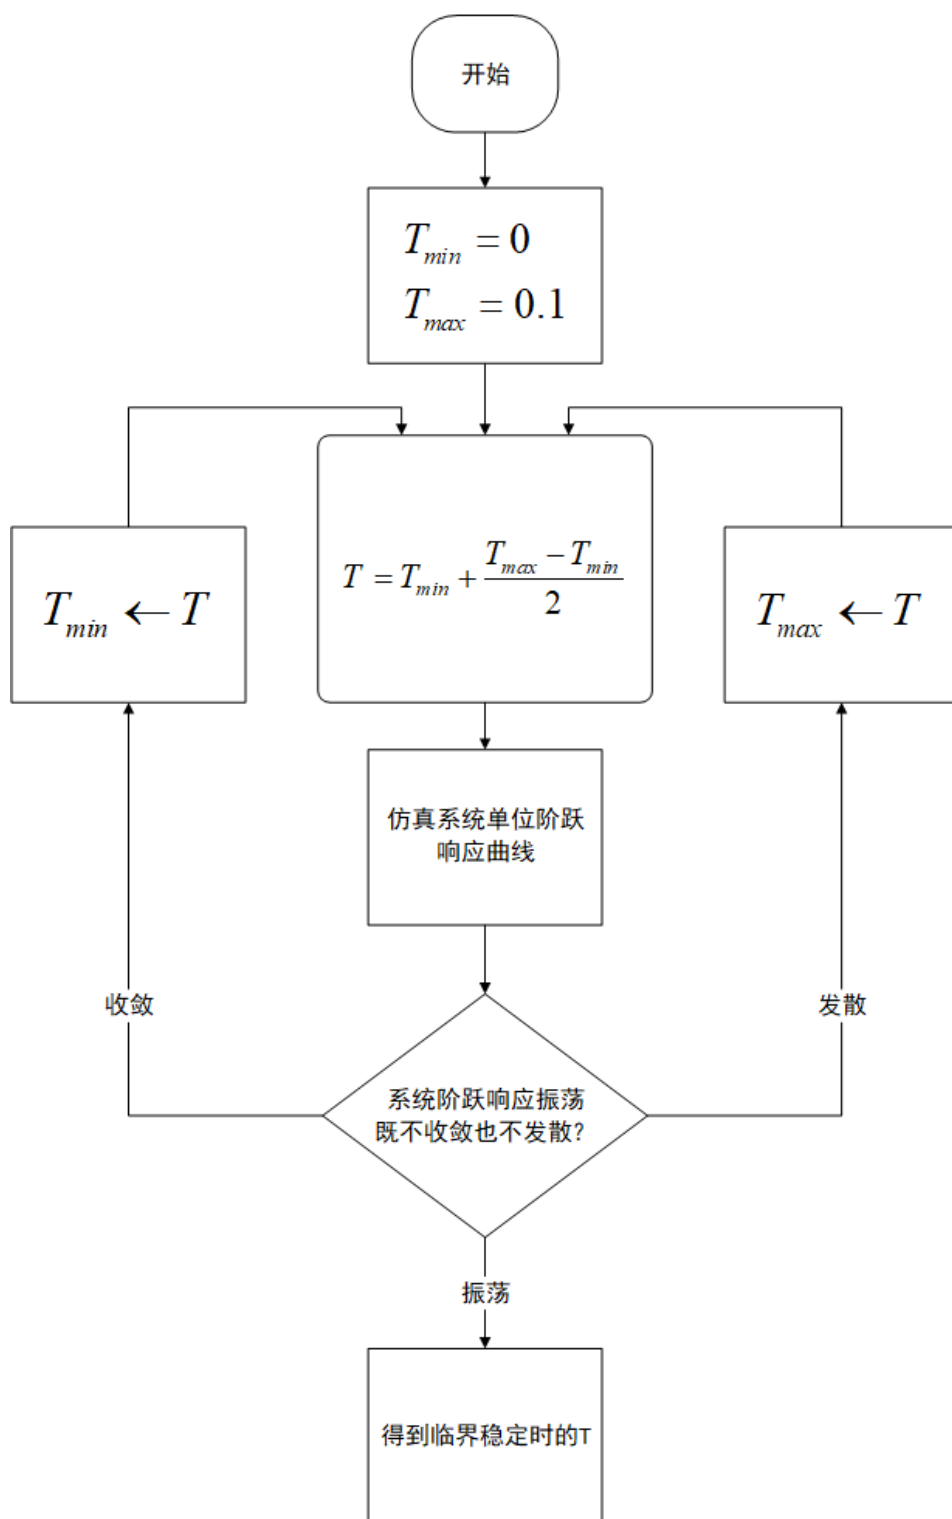 开始
T_min = 0
T_max = 0.1
T = T_min + (T_max − T_min)/2
T_min ← T
T_max ← T
仿真系统单位阶跃
响应曲线
收敛
发散
系统阶跃响应振荡
既不收敛也不发散?
振荡
得到临界稳定时的T